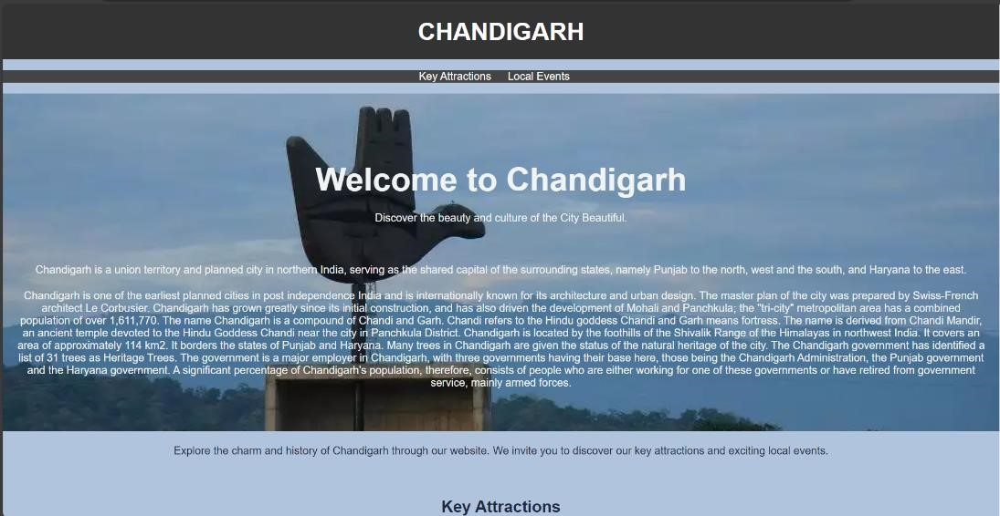 CHANDIGARH
Key Attractions Local Events
Welcome to Chandigarh
Discover the beauty and culture of the City Beautiful.
Chandigarh is a union territory and planned city in northern India, serving as the shared capital of the surrounding states, namely Punjab to the north, west and the south, and Haryana to the east.
Chandigarh is one of the earliest planned cities in post independence India and is internationally known for its architecture and urban design. The master plan of the city was prepared by Swiss-French
architect Le Corbusier. Chandigarh has grown greatly since its initial construction, and has also driven the development of Mohali and Panchkula; the "tri-city" metropolitan area has a combined
population of over 1,611,770. The name Chandigarh is a compound of Chandi and Garh. Chandi refers to the Hindu goddess Chandi and Garh means fortress. The name is derived from Chandi Mandir,
an ancient temple devoted to the Hindu Goddess Chandi near the city in Panchkula District. Chandigarh is located by the foothills of the Shivalik Range of the Himalayas in northwest India. It covers an
area of approximately 114 km2. It borders the states of Punjab and Haryana. Many trees in Chandigarh are given the status of the natural heritage of the city. The Chandigarh government has identified a
list of 31 trees as Heritage Trees. The government is a major employer in Chandigarh, with three governments having their base here, those being the Chandigarh Administration, the Punjab government
and the Haryana government. A significant percentage of Chandigarh's population, therefore, consists of people who are either working for one of these governments or have retired from government
service, mainly armed forces.
Explore the charm and history of Chandigarh through our website. We invite you to discover our key attractions and exciting local events.
Key Attractions